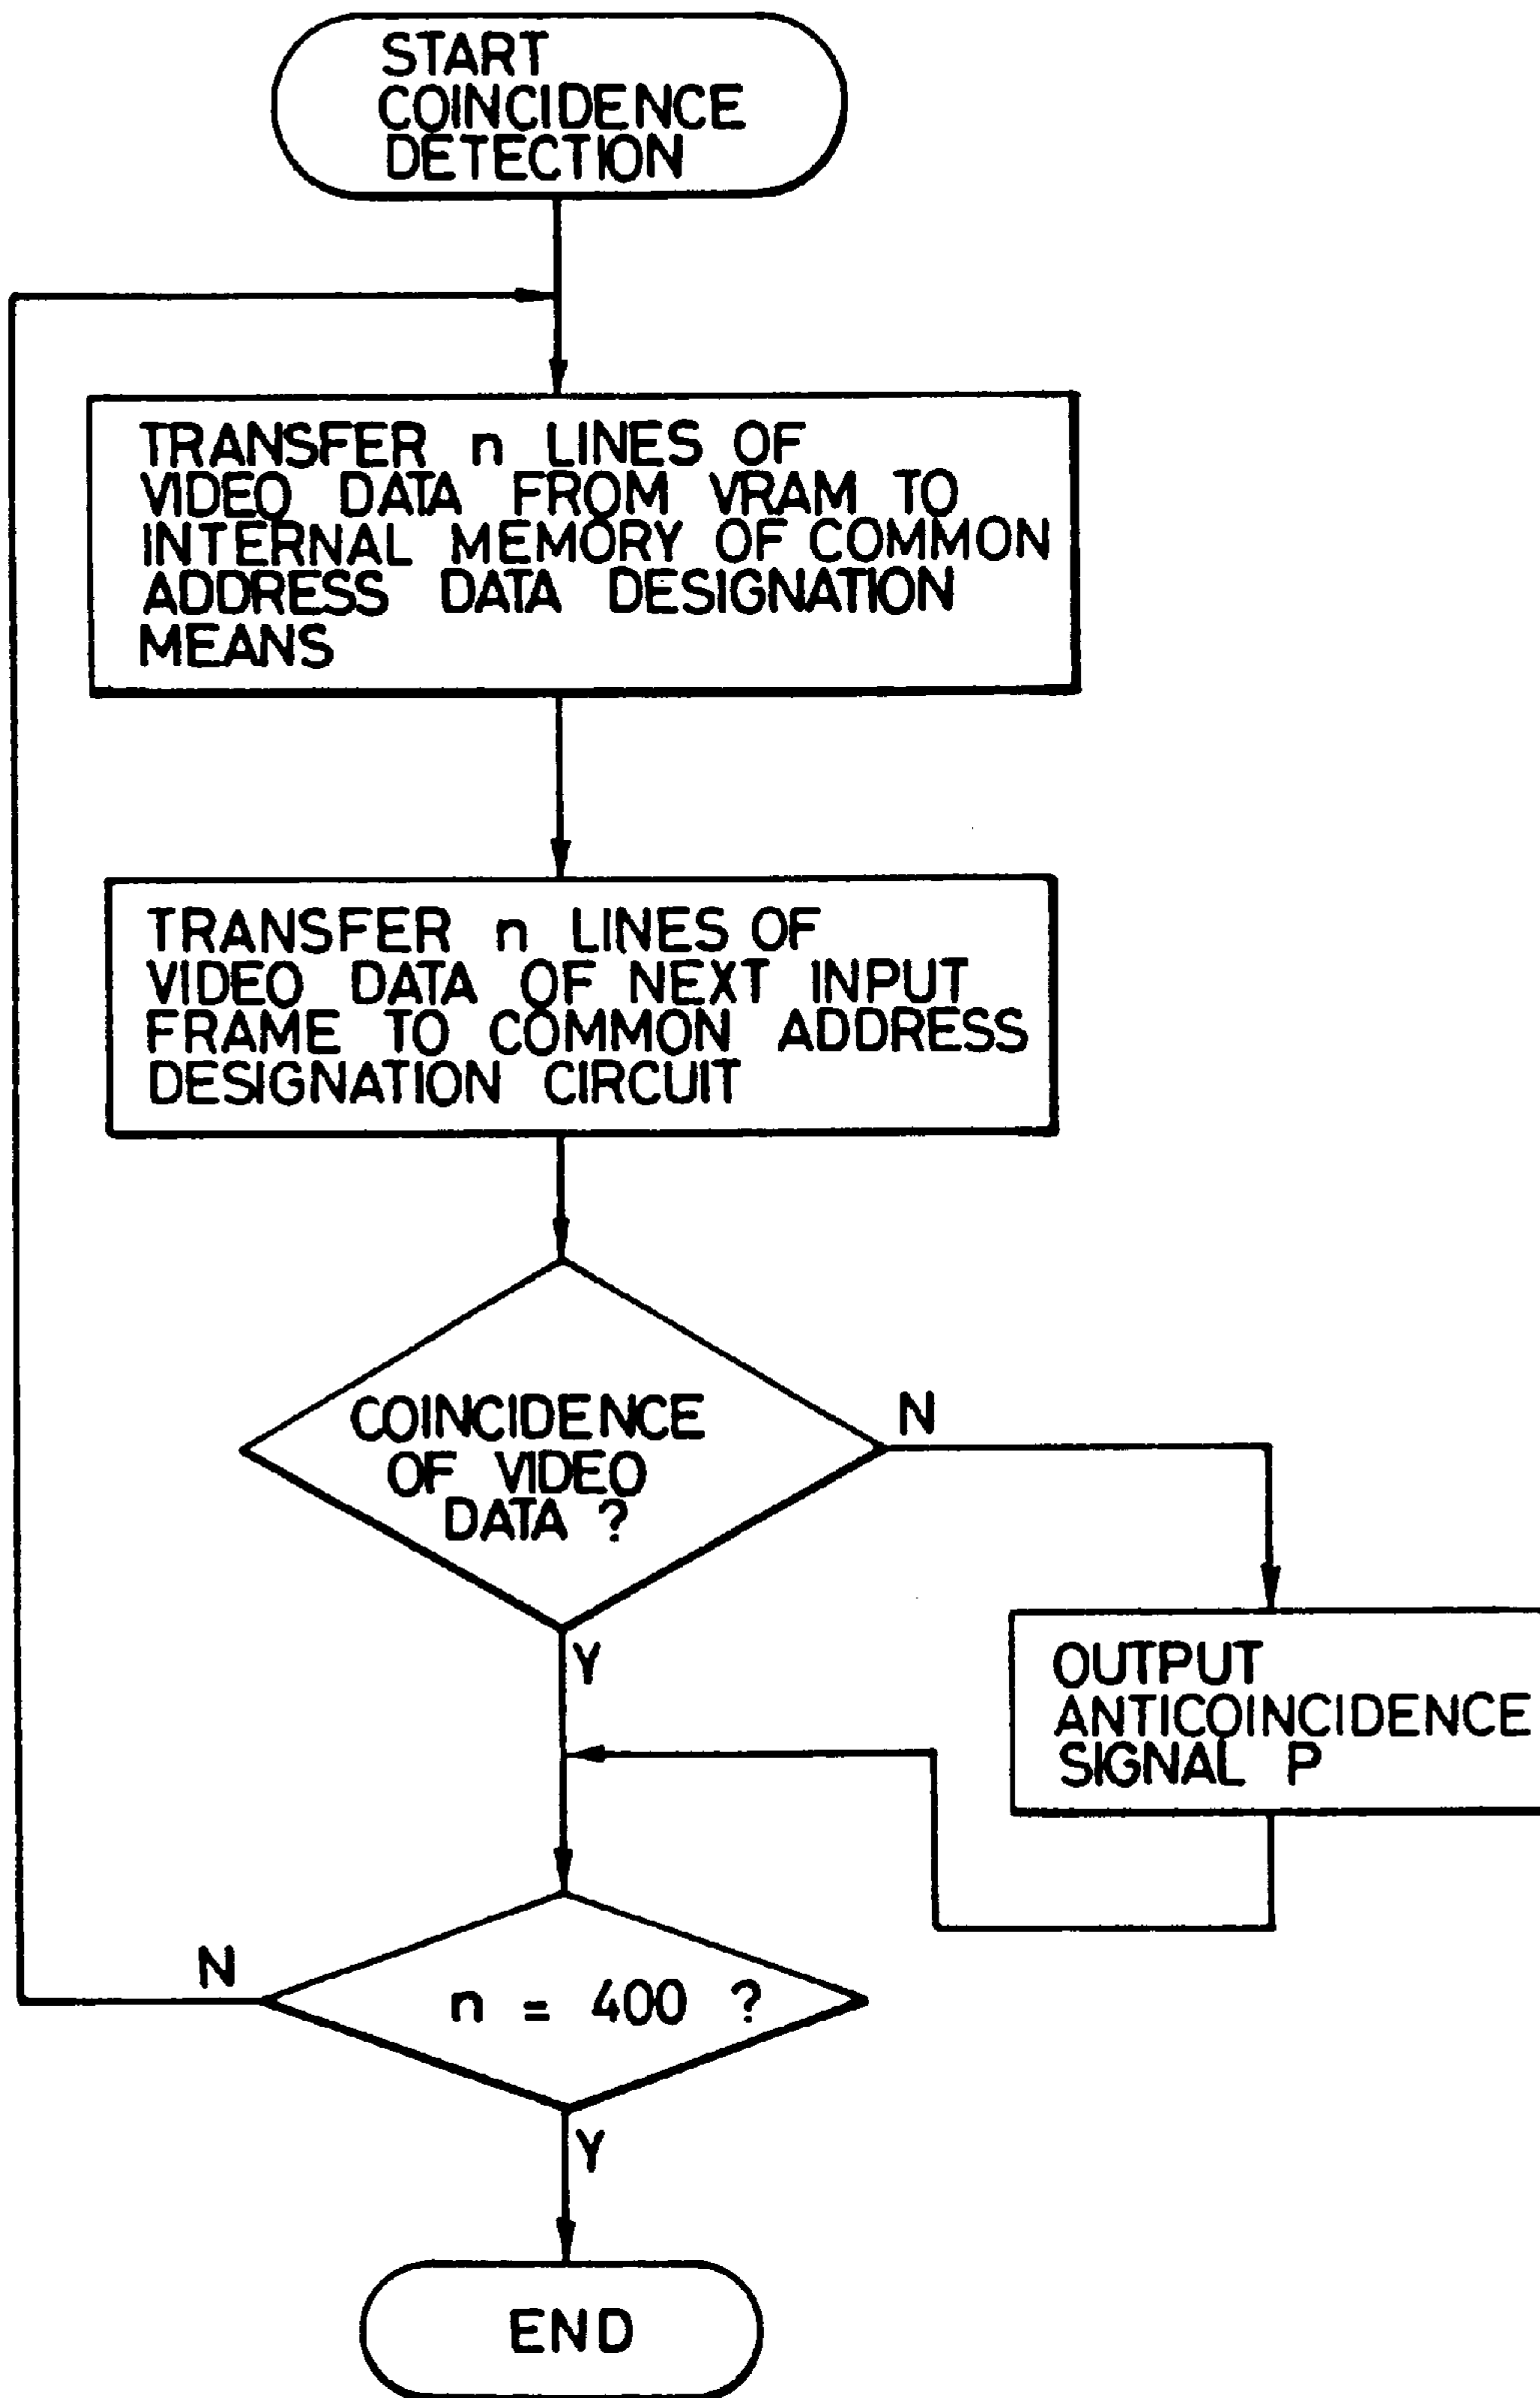 START
COINCIDENCE
DETECTION
TRANSFER n LINES OF
VIDEO DATA FROM VRAM TO
INTERNAL MEMORY OF COMMON
ADDRESS DATA DESIGNATION
MEANS
TRANSFER n LINES OF
VIDEO DATA OF NEXT INPUT
FRAME TO COMMON ADDRESS
DESIGNATION CIRCUIT
COINCIDENCE
OF VIDEO
DATA ?
N
Y
OUTPUT
ANTICOINCIDENCE
SIGNAL P
N
n = 400 ?
Y
END